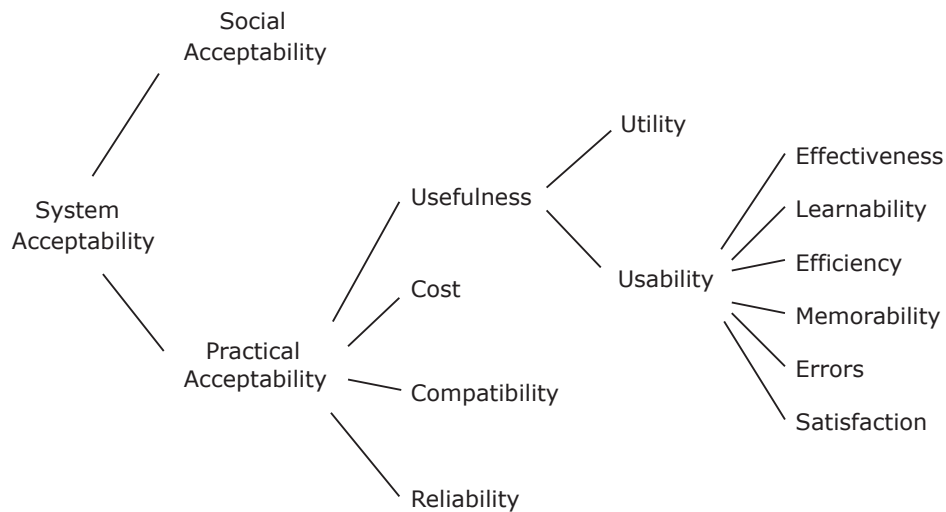 Social
Acceptability
Utility
Effectiveness
Usefulness
Learnability
System
Acceptability
Efficiency
Usability
Cost
Memorability
Practical
Acceptability
Errors
Compatibility
Satisfaction
Reliability